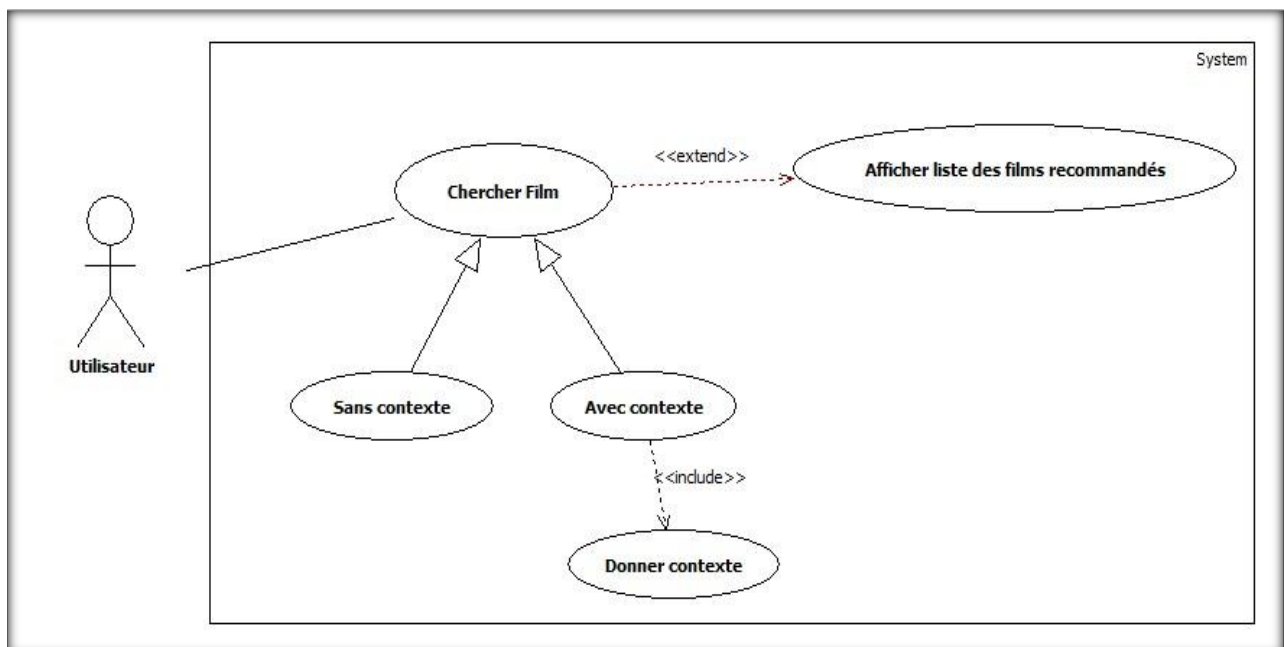 System
<<extend>>
Afficher liste des films recommandés
Chercher Film
Utilisateur
Sans contexte
Avec contexte
<<include>>
Donner contexte